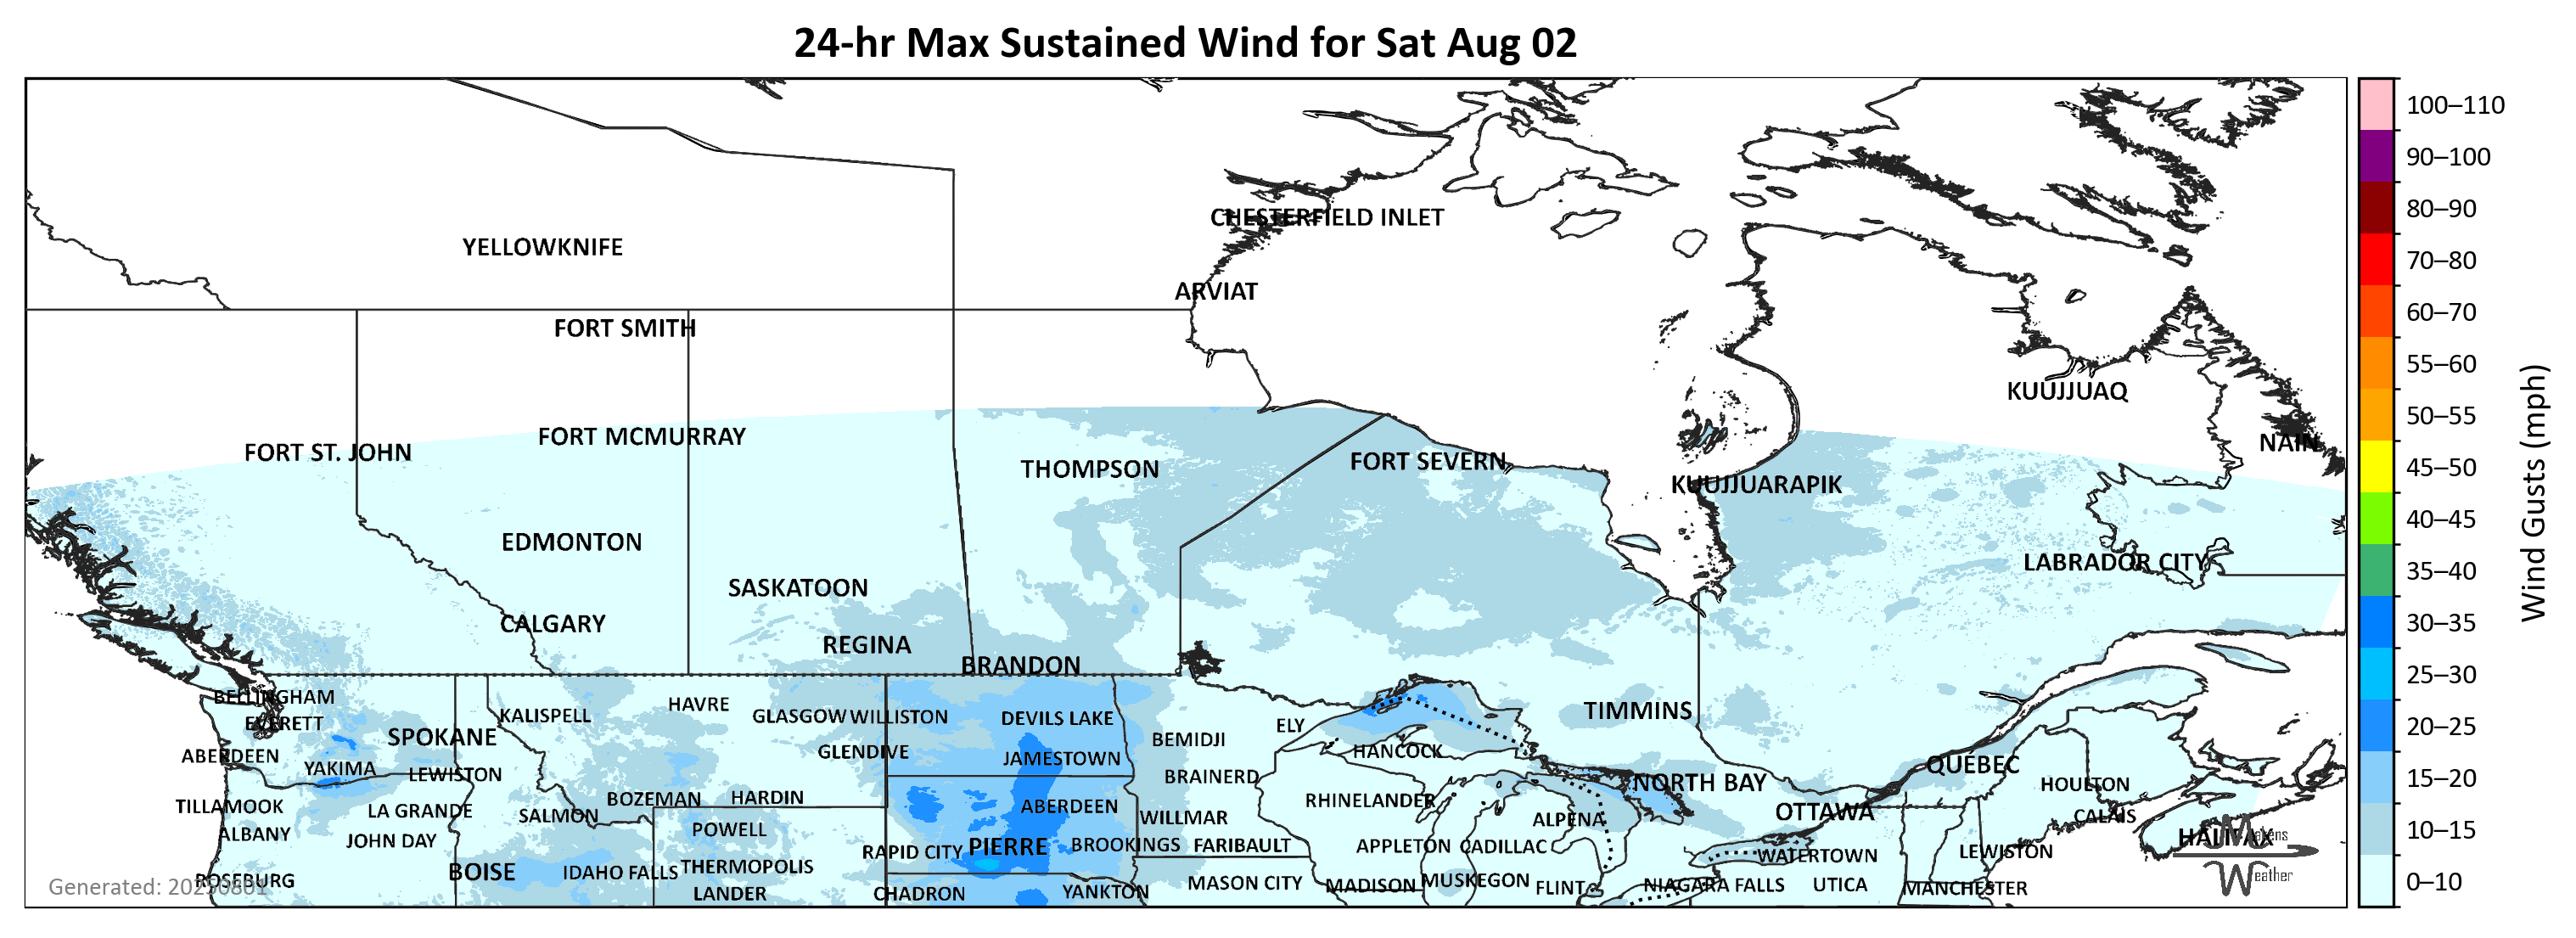 24-hr Max Sustained Wind for Sat Aug 02
100–110
90–100
80–90
70–80
60–70
55–60
50–55
45–50
40–45
35–40
30–35
25–30
20–25
15–20
10–15
0–10
Wind Gusts (mph)
CHESTERFIELD INLET
YELLOWKNIFE
ARVIAT
FORT SMITH
KUUJJUAQ
FORT MCMURRAY
NAIN
FORT ST. JOHN
FORT SEVERN
THOMPSON
KUUJJUARAPIK
EDMONTON
LABRADOR CITY
SASKATOON
CALGARY
REGINA
BRANDON
BELLINGHAM
HAVRE
TIMMINS
KALISPELL
GLASGOW
WILLISTON
DEVILS LAKE
EVERETT
ELY
SPOKANE
BEMIDJI
GLENDIVE
HANCOCK
ABERDEEN
JAMESTOWN
QUÉBEC
YAKIMA
LEWISTON
BRAINERD
NORTH BAY
HOULTON
BOZEMAN
HARDIN
RHINELANDER
TILLAMOOK
ABERDEEN
LA GRANDE
OTTAWA
SALMON
WILLMAR
CALAIS
ALPENA
POWELL
ALBANY
HALIFAX
JOHN DAY
PIERRE
BROOKINGS
FARIBAULT
APPLETON
CADILLAC
RAPID CITY
LEWISTON
WATERTOWN
THERMOPOLIS
BOISE
IDAHO FALLS
ROSEBURG
MUSKEGON
MASON CITY
MADISON
NIAGARA FALLS
UTICA
FLINT
MANCHESTER
YANKTON
LANDER
CHADRON
Generated: 20250801
Makens
Weather